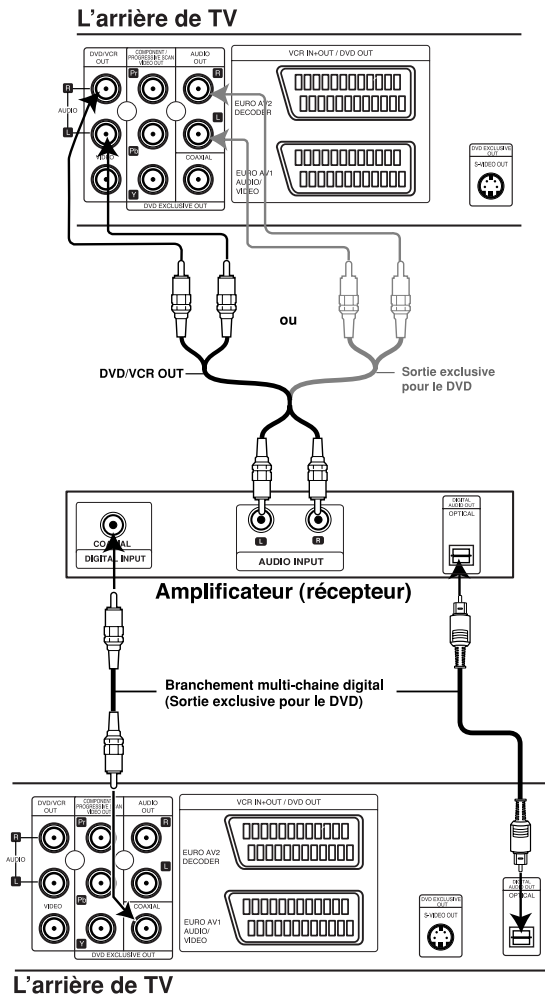 L'arrière de TV
DVD/VCR
OUT
COMPONENT/
PROGRESSIVE SCAN
VIDEO OUT
AUDIO
OUT
VCR IN+OUT / DVD OUT
R
AUDIO
L
Pr
Pb
Y
R
L
VIDEO
COAXIAL
DVD EXCLUSIVE OUT
EURO AV2
DECODER
EURO AV1
AUDIO/
VIDEO
DVD EXCLUSIVE
OUT
S-VIDEO OUT
ou
DVD/VCR OUT
Sortie exclusive
pour le DVD
COAXIAL
DIGITAL INPUT
L
R
AUDIO INPUT
DIGITAL
AUDIO OUT
OPTICAL
Amplificateur (récepteur)
Branchement multi-chaine digital
(Sortie exclusive pour le DVD)
DVD/VCR
OUT
COMPONENT/
PROGRESSIVE SCAN
VIDEO OUT
AUDIO
OUT
VCR IN+OUT / DVD OUT
R
AUDIO
L
Pr
Pb
Y
R
L
VIDEO
COAXIAL
DVD EXCLUSIVE OUT
EURO AV2
DECODER
EURO AV1
AUDIO/
VIDEO
DVD EXCLUSIVE
OUT
S-VIDEO OUT
DIGITAL
AUDIO OUT
OPTICAL
L'arrière de TV